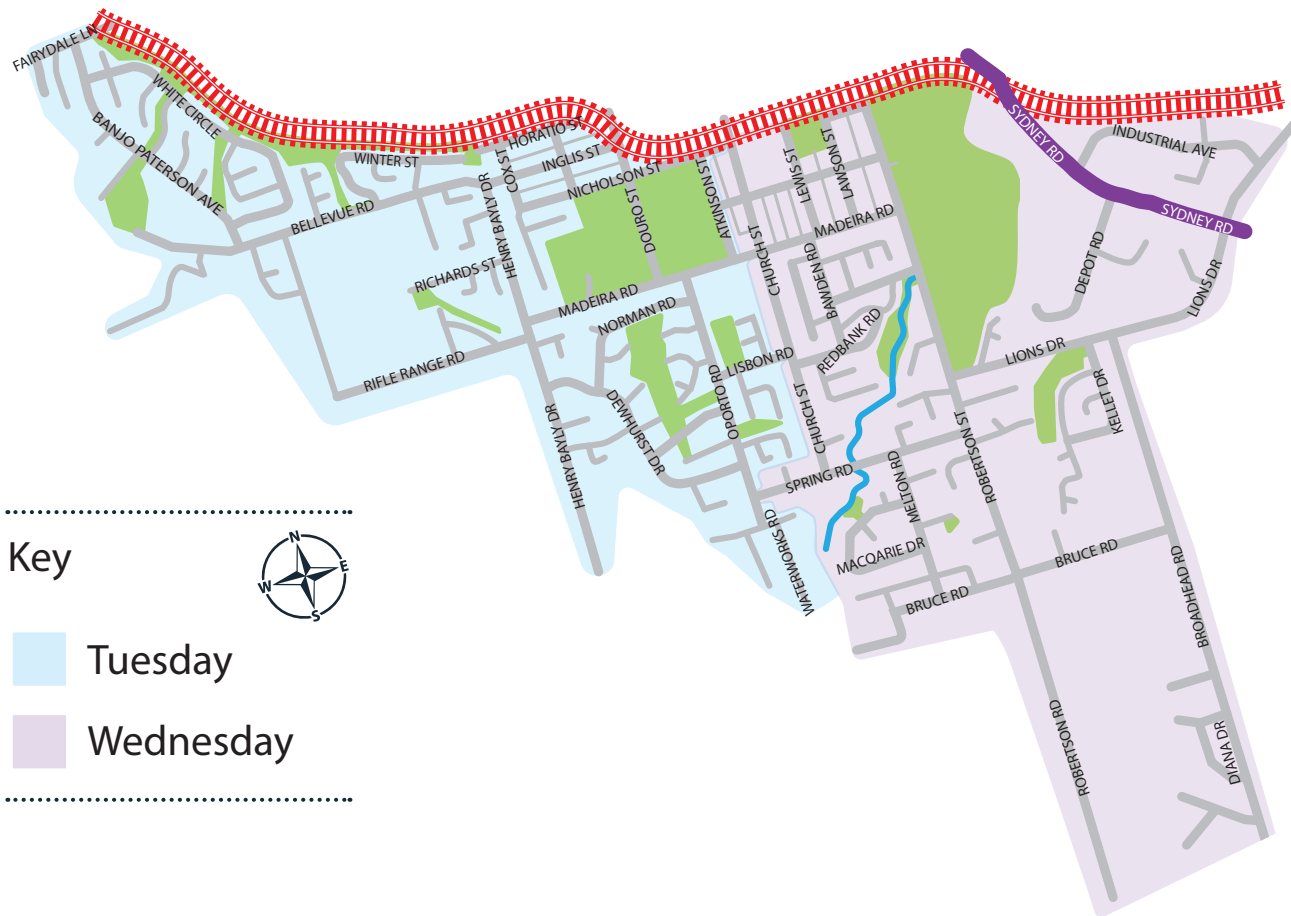 FAIRYDALE LN
WHITE CIRCLE
BANJO PATERSON AVE
WINTER ST
BELLEVUE RD
HORATIO ST
INGLIS ST
COX ST
NICHOLSON ST
HENRY BAYLY DR
RICHARDS ST
RIFLE RANGE RD
DOURO ST
ATKINSON ST
MADEIRA RD
NORMAN RD
DEWHURST DR
HENRY BAYLY DR
OPORTO RD
LISBON RD
CHURCH ST
LEWIS ST
LAWSON ST
MADEIRA RD
BAWDEN RD
REDBANK RD
CHURCH ST
SPRING RD
WATERWORKS RD
MELTON RD
MACQARIE DR
BRUCE RD
ROBERTSON ST
SYDNEY RD
INDUSTRIAL AVE
SYDNEY RD
DEPOT RD
LIONS DR
LIONS DR
KELLET DR
BRUCE RD
BROADHEAD RD
ROBERTSON RD
DIANA DR
Key
N
E
W
S
Tuesday
Wednesday